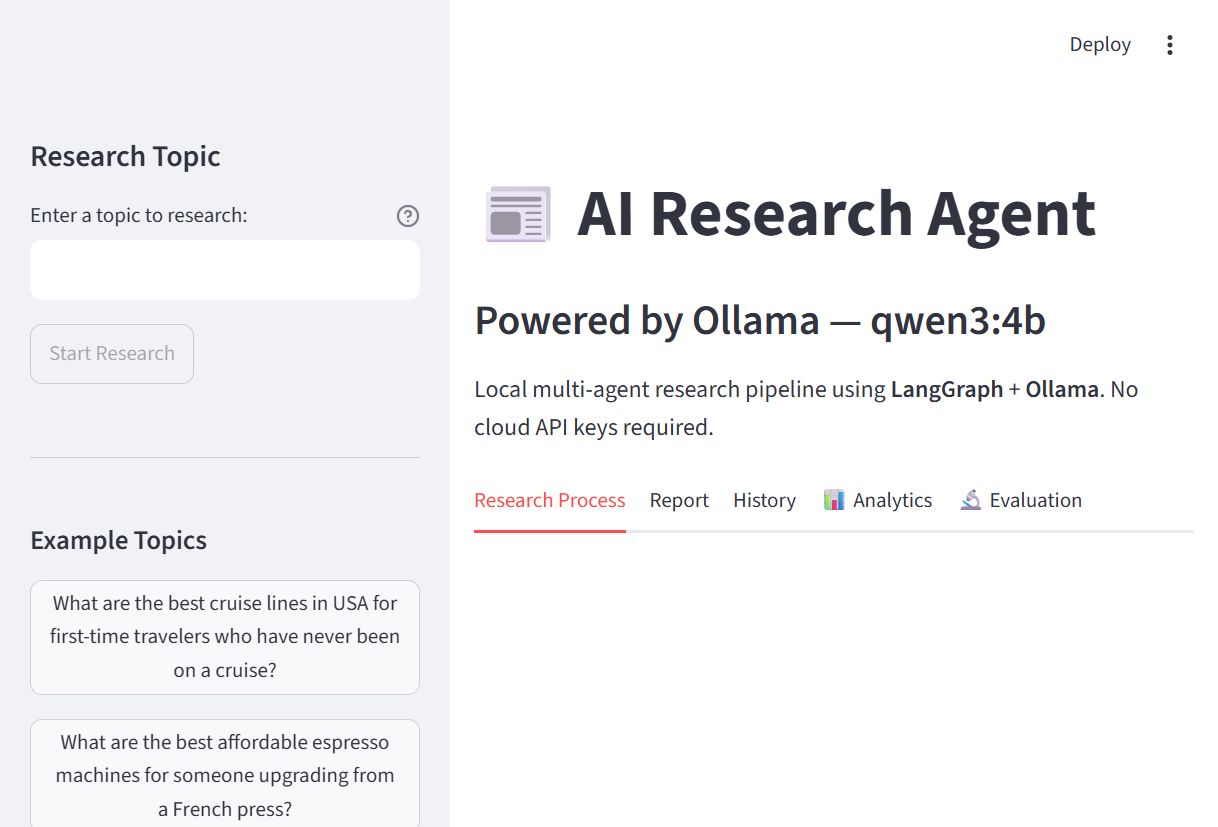 Deploy
Research Topic
Enter a topic to research:
Start Research
Example Topics
What are the best cruise lines in USA for
first-time travelers who have never been
on a cruise?
What are the best affordable espresso
machines for someone upgrading from
a French press?
AI Research Agent
Powered by Ollama — qwen3:4b
Local multi-agent research pipeline using LangGraph + Ollama. No
cloud API keys required.
Research Process Report History Analytics Evaluation